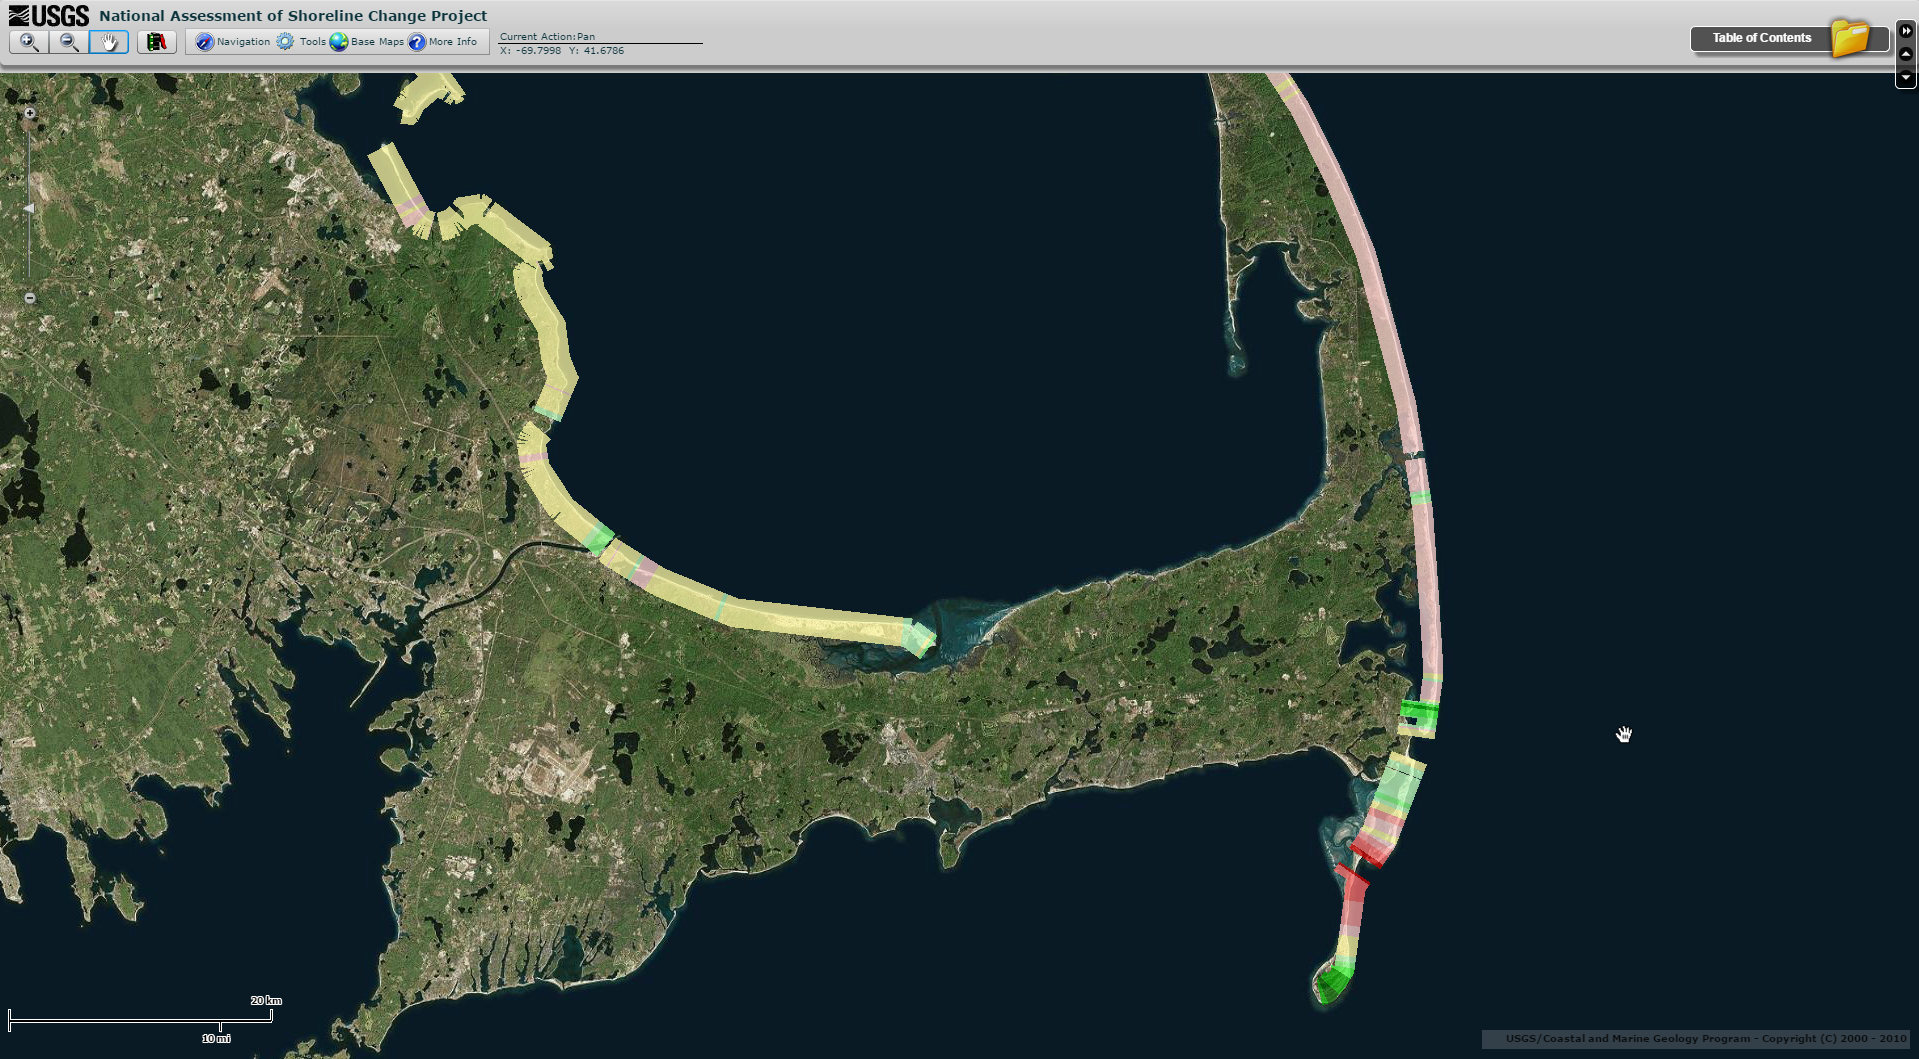 USGS National Assessment of Shoreline Change Project
Navigation Tools Base Maps More Info
Current Action:Pan
X: -69.7998 Y: 41.6786
Table of Contents
20 km
10 mi
USGS/Coastal and Marine Geology Program - Copyright (C) 2000 - 2010